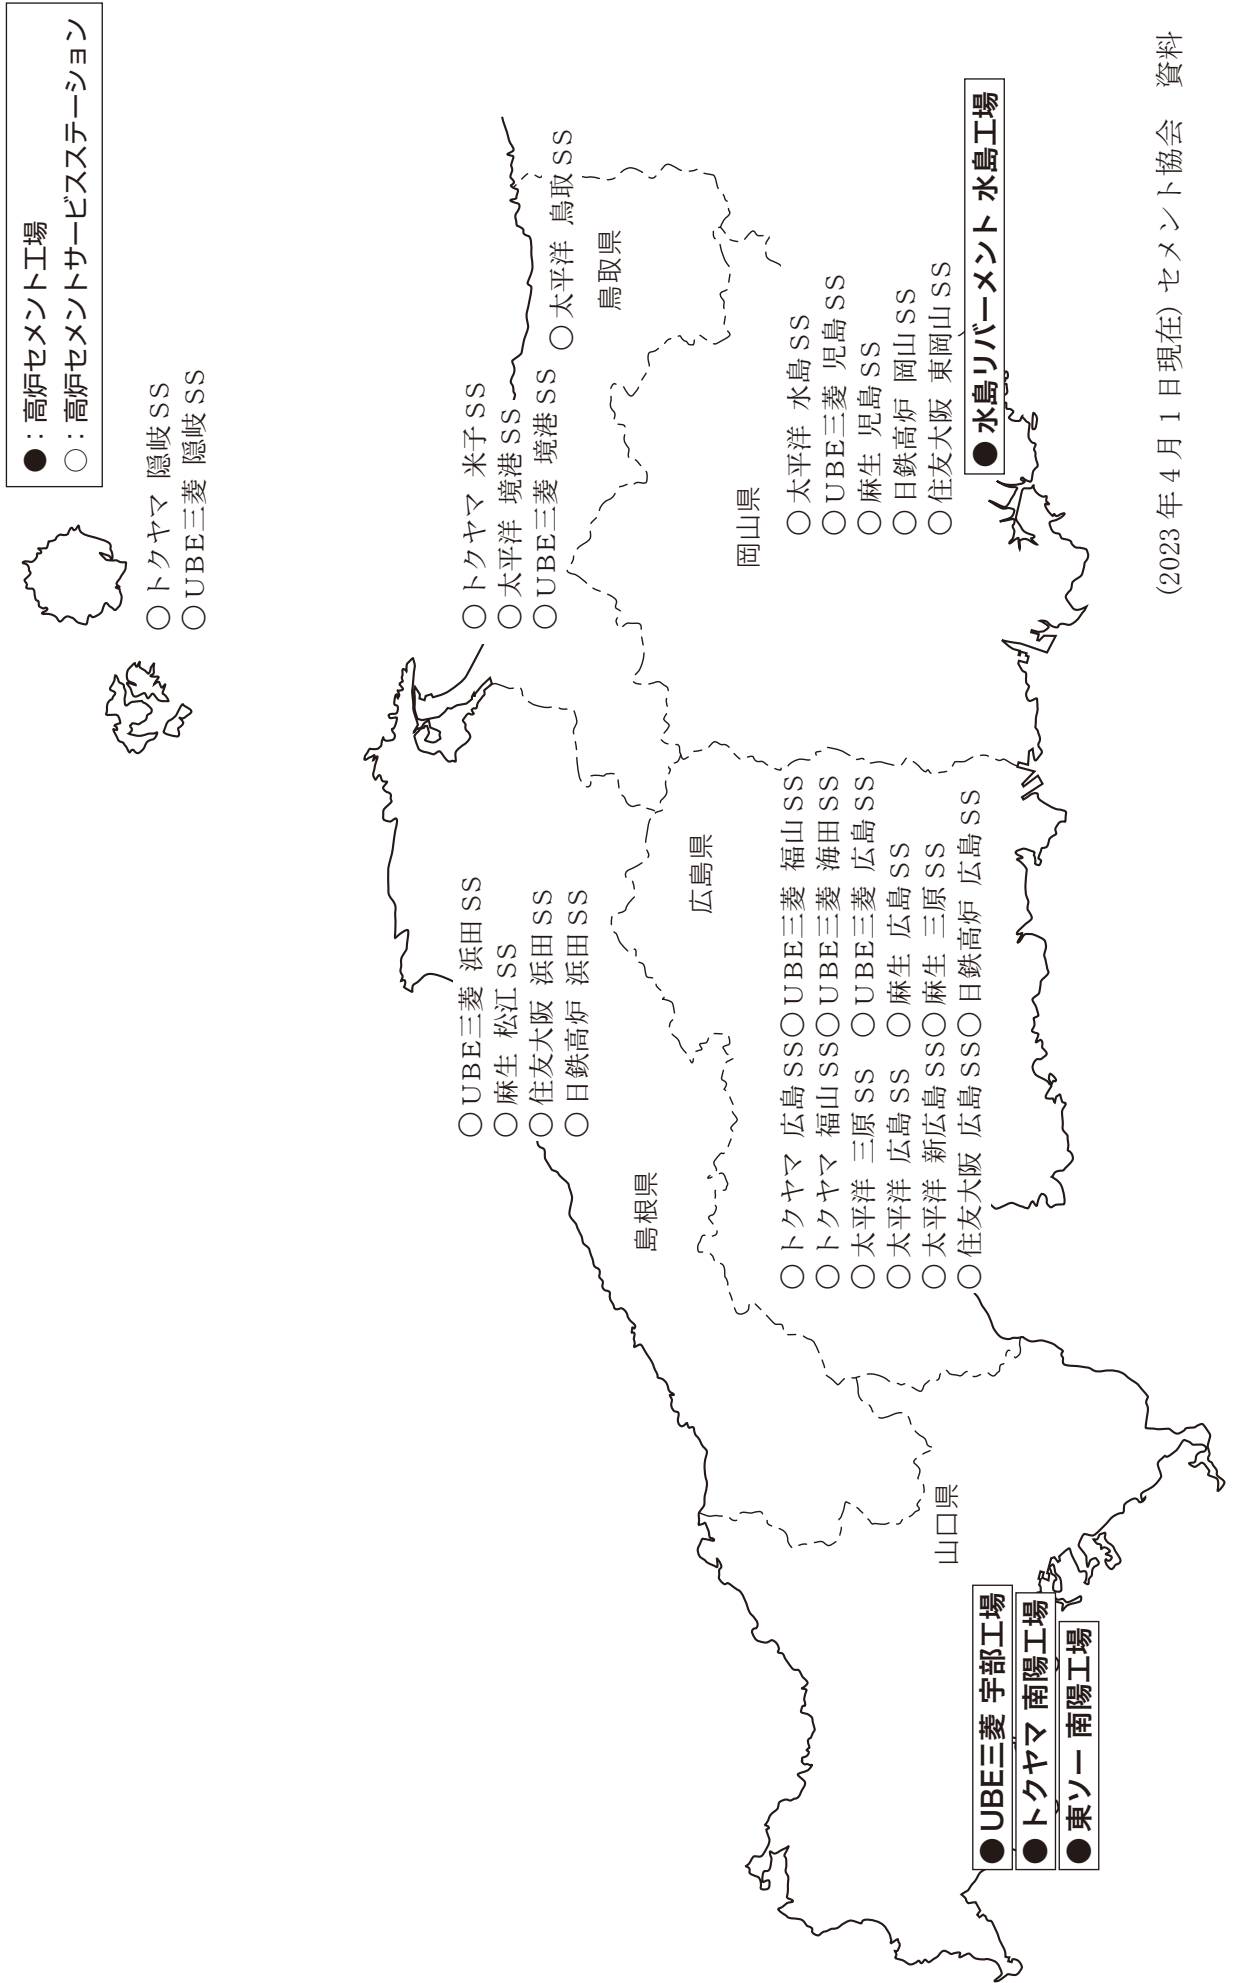 ●：高炉セメント工場
○：高炉セメントサービスステーション
○トクヤマ 隠岐SS
○UBE三菱 隠岐SS
○トクヤマ 米子SS
○太平洋 境港SS
○UBE三菱 境港SS
○太平洋 鳥取SS
鳥取県
○UBE三菱 浜田SS
○麻生 松江SS
○住友大阪 浜田SS
○日鉄高炉 浜田SS
島根県
岡山県
○太平洋 水島SS
○UBE三菱 児島SS
○麻生 児島SS
○日鉄高炉 岡山SS
○住友大阪 東岡山SS
●水島リバーメント 水島工場
広島県
○トクヤマ 広島SS○UBE三菱 福山SS
○トクヤマ 福山SS○UBE三菱 海田SS
○太平洋 三原SS ○UBE三菱 広島SS
○太平洋 広島SS ○麻生 広島SS
○太平洋 新広島SS○麻生 三原SS
○住友大阪 広島SS○日鉄高炉 広島SS
山口県
●UBE三菱 宇部工場
●トクヤマ 南陽工場
●東ソー 南陽工場
(2023年4月1日現在) セメント協会 資料